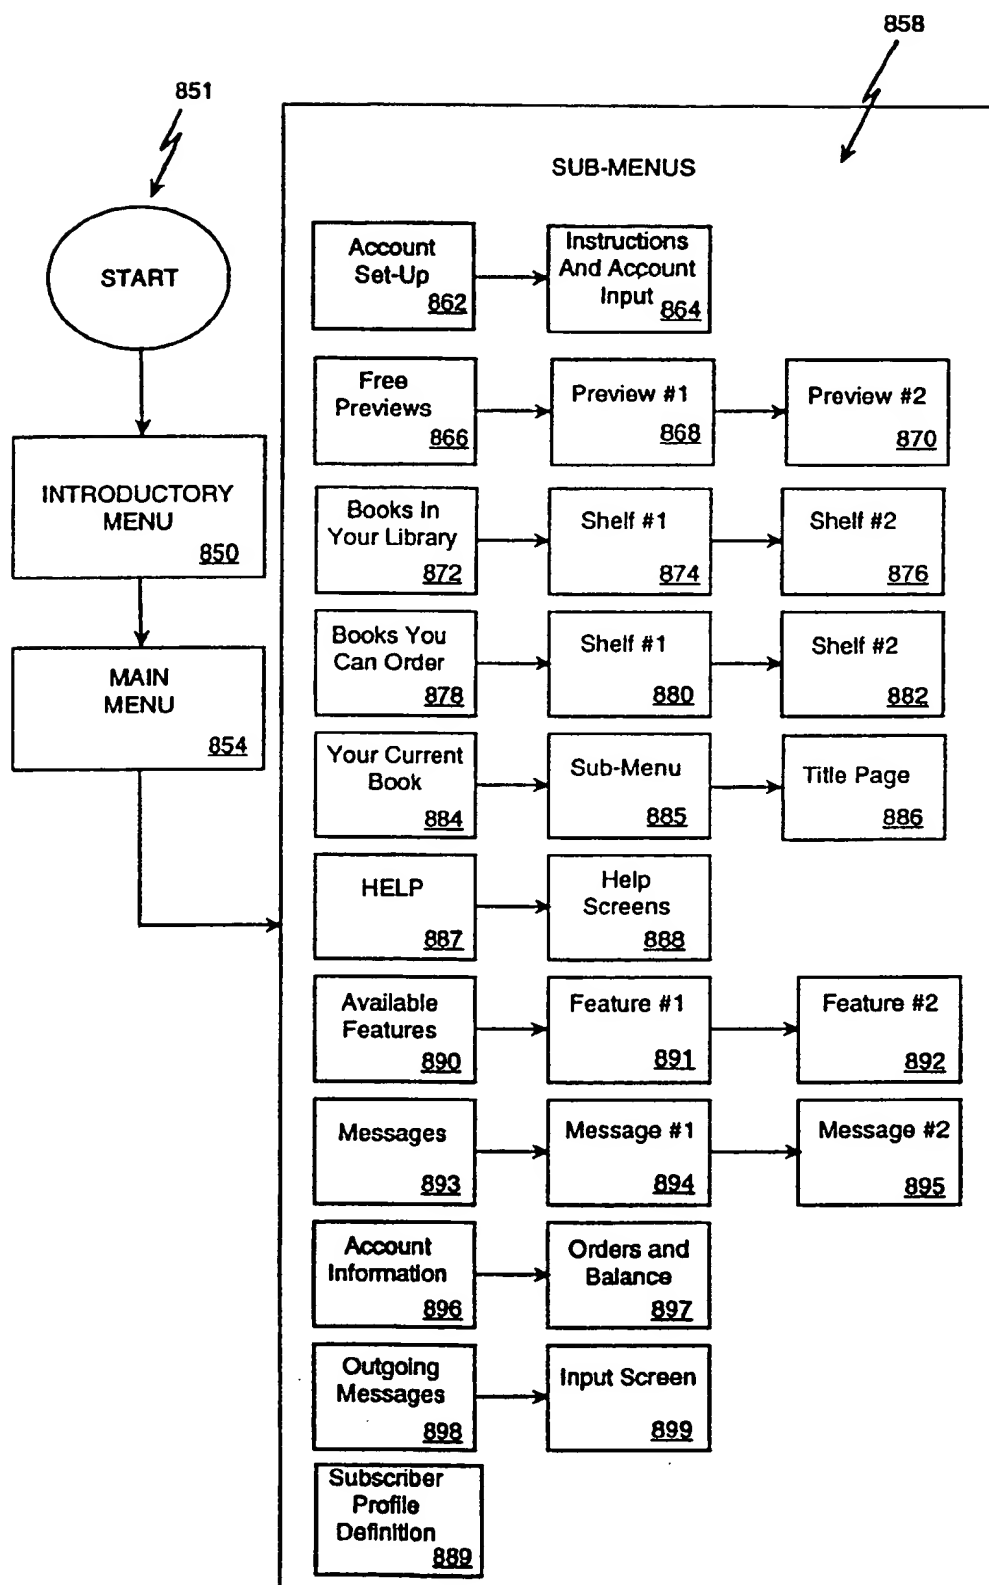 858
851
SUB-MENUS
START
Account
Set-Up
862
Instructions
And Account
Input
864
Free
Previews
866
Preview #1
868
Preview #2
870
INTRODUCTORY
MENU
850
Books In
Your Library
872
Shelf #1
874
Shelf #2
876
MAIN
MENU
854
Books You
Can Order
878
Shelf #1
880
Shelf #2
882
Your Current
Book
884
Sub-Menu
885
Title Page
886
HELP
887
Help
Screens
888
Available
Features
890
Feature #1
891
Feature #2
892
Messages
893
Message #1
894
Message #2
895
Account
Information
896
Orders and
Balance
897
Outgoing
Messages
898
Input Screen
899
Subscriber
Profile
Definition
889